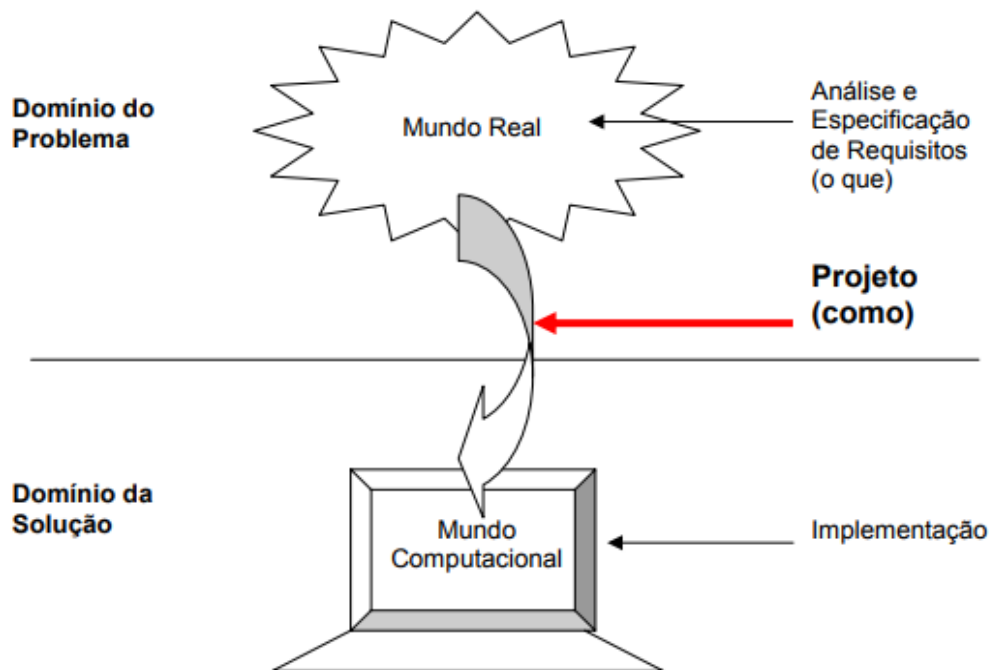 Domínio do
Problema
Mundo Real
Análise e
Especificação
de Requisitos
(o que)
Projeto
(como)
Domínio da
Solução
Mundo
Computacional
Implementação